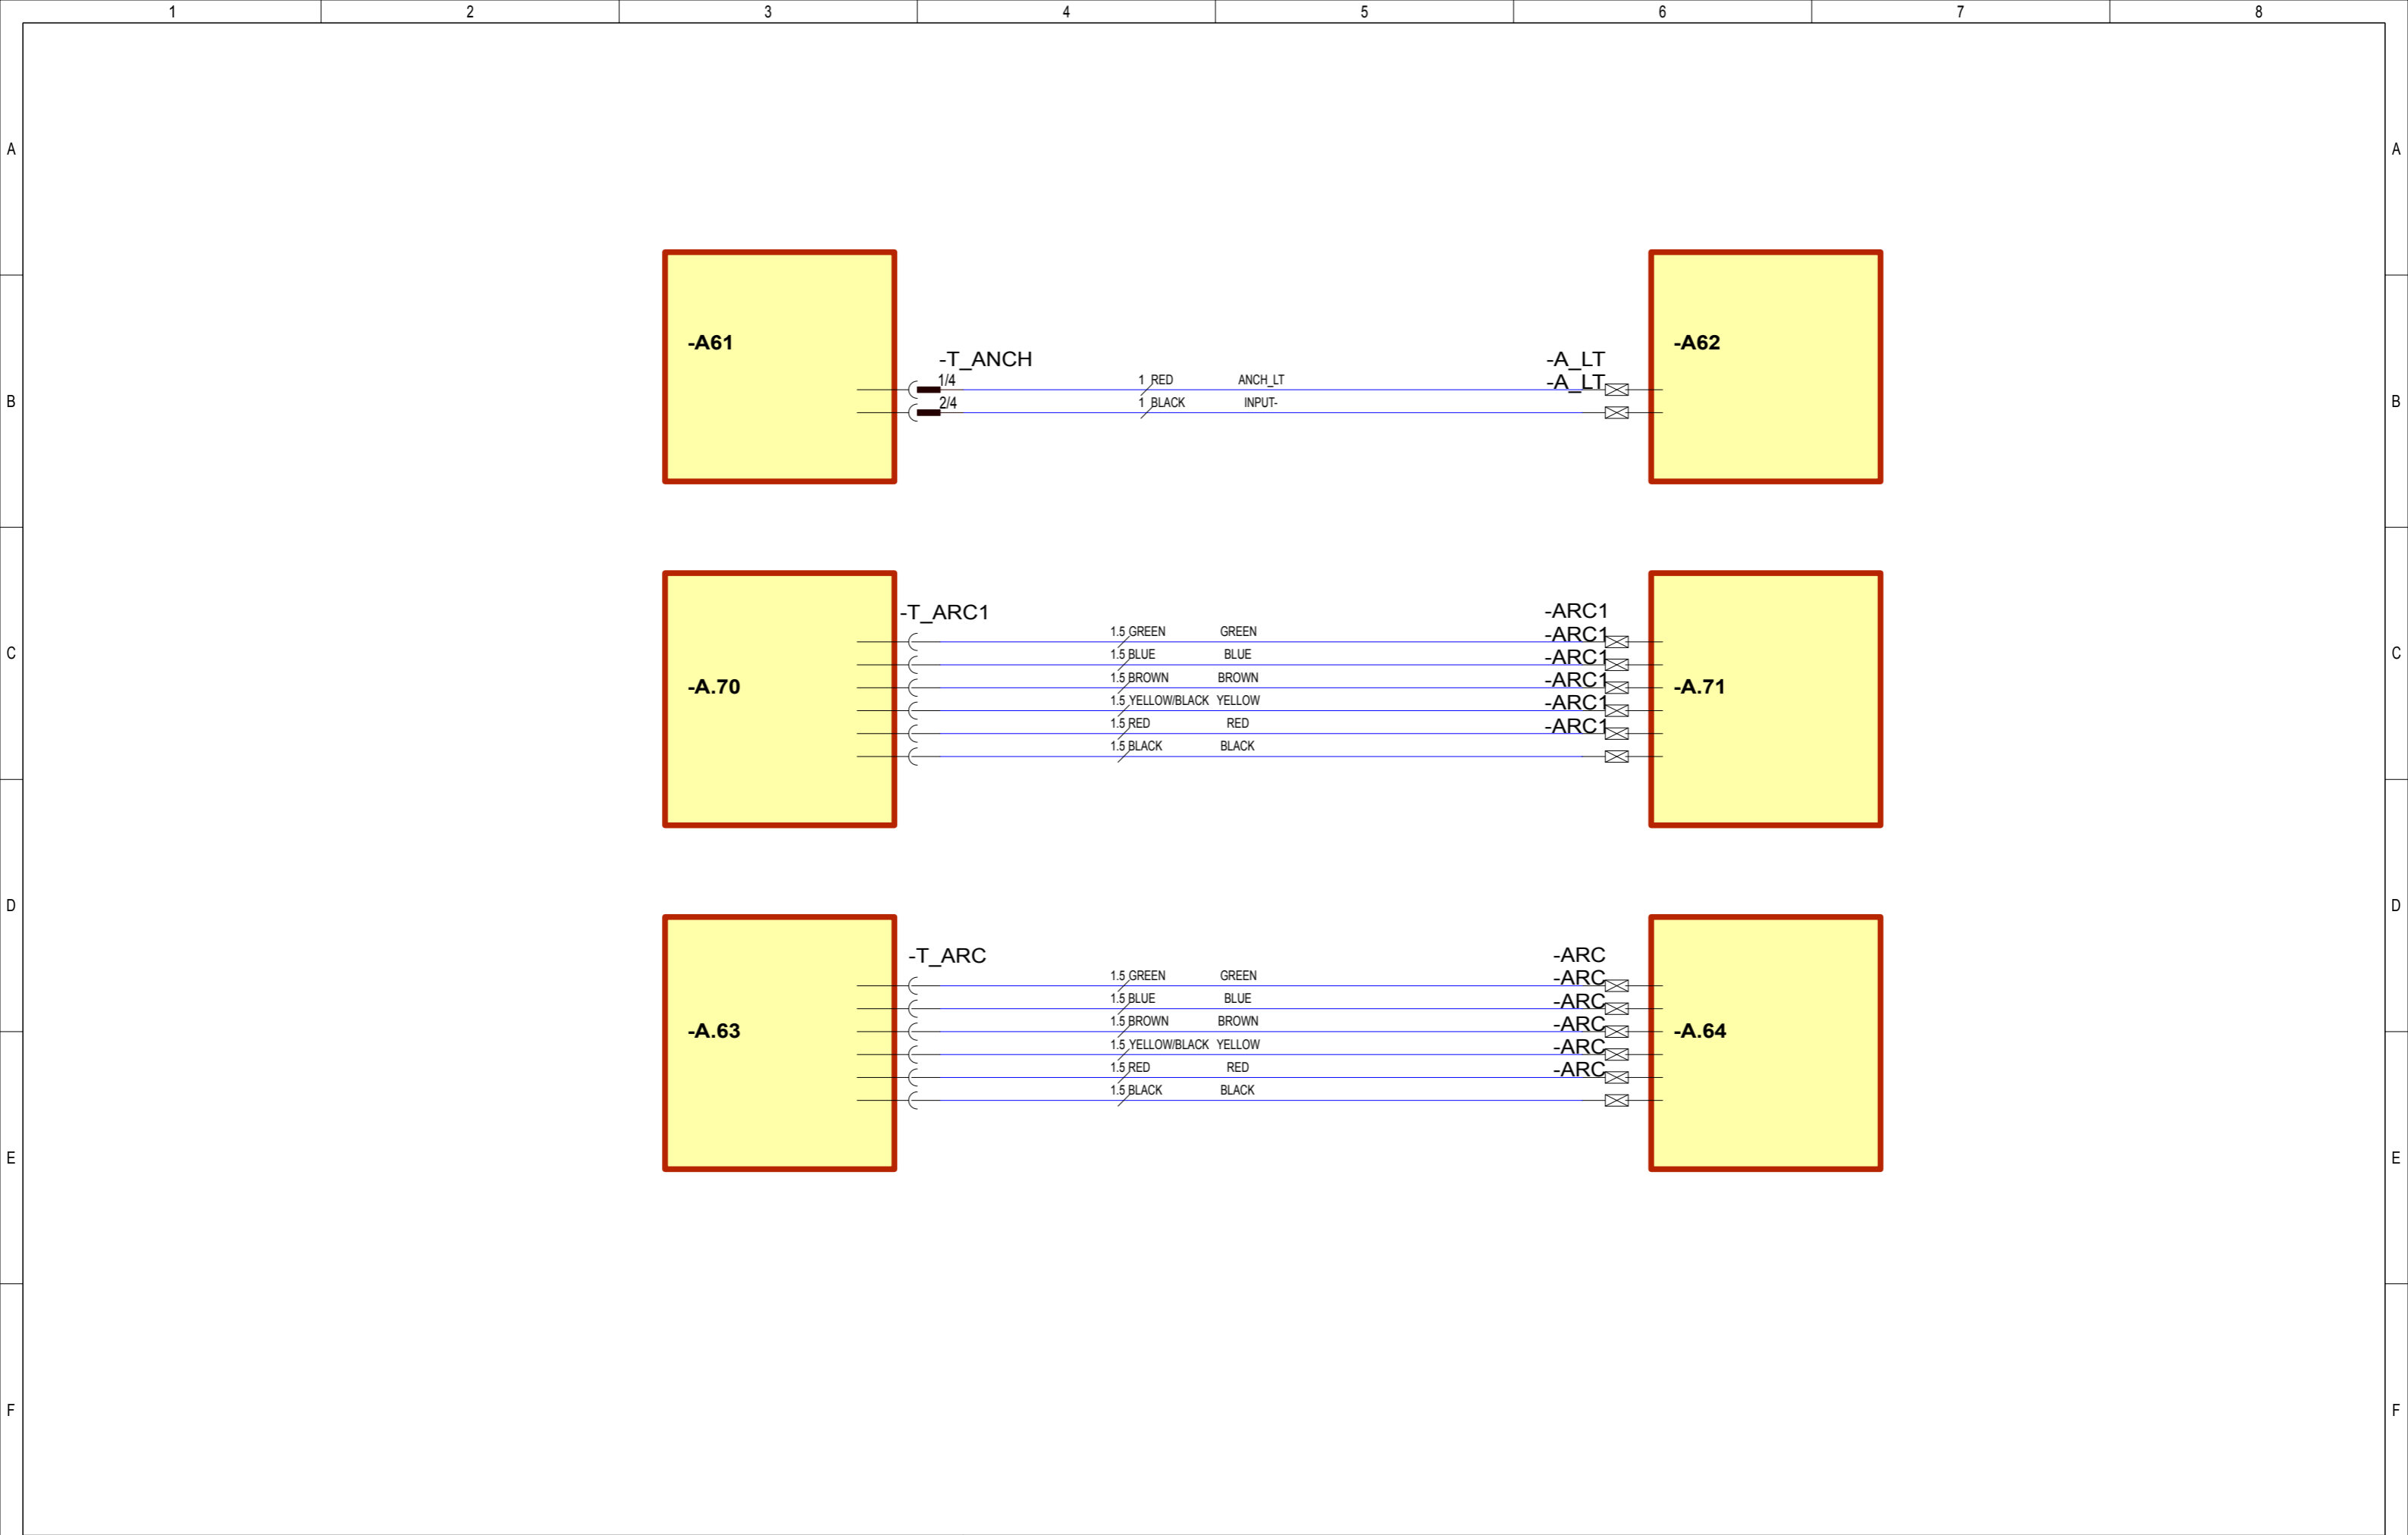 1 2 3 4 5 6 7 8
A A
-A61 -A62
-T_ANCH -A_LT
1/4 1 RED ANCH_LT -A_LT
2/4 1 BLACK INPUT-
B B
-T_ARC1 -ARC1
1.5 GREEN GREEN -ARC1
C C
1.5 BLUE BLUE -ARC1
1.5 BROWN BROWN -ARC1
-A.70 -A.71
1.5 YELLOW/BLACK YELLOW -ARC1
1.5 RED RED -ARC1
1.5 BLACK BLACK
D D
-T_ARC -ARC
1.5 GREEN GREEN -ARC
1.5 BLUE BLUE -ARC
1.5 BROWN BROWN -ARC
-A.63 -A.64
1.5 YELLOW/BLACK YELLOW -ARC
1.5 RED RED -ARC
1.5 BLACK BLACK
E E
F F